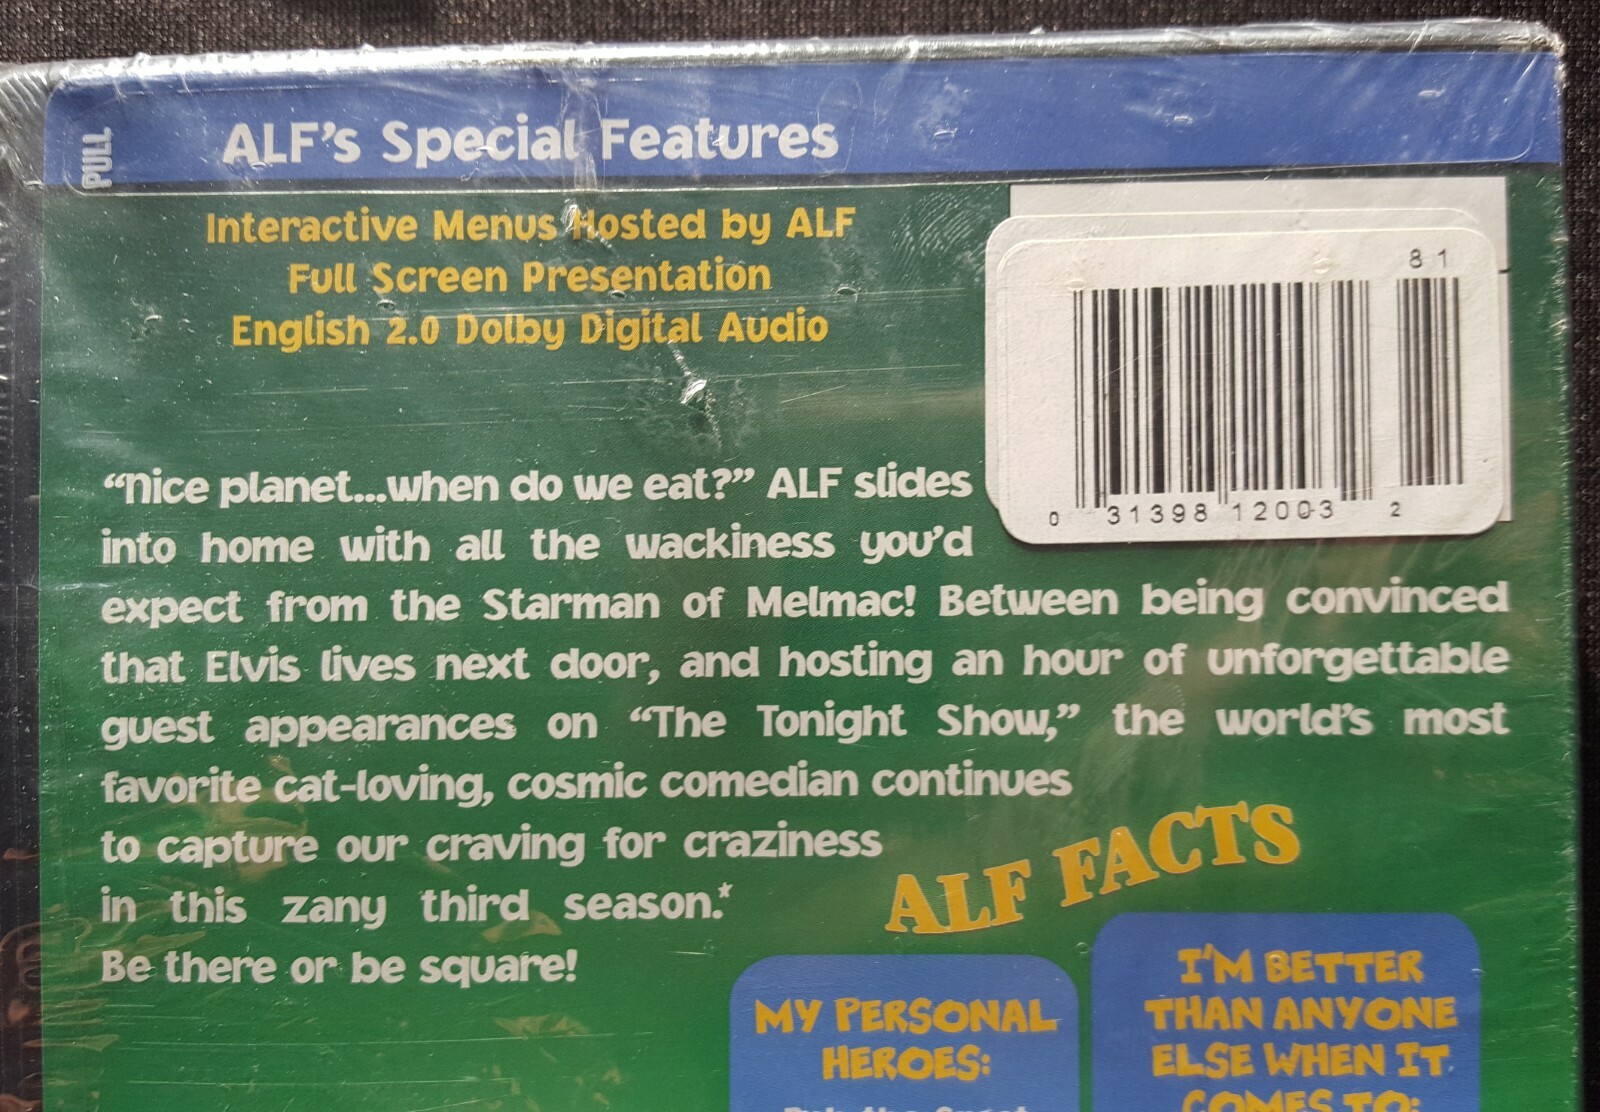 PULL
ALF's Special Features
Interactive Menus Hosted by ALF
Full Screen Presentation
English 2.0 Dolby Digital Audio
81
0 31398 12003 2
“Nice planet...when do we eat?” ALF slides
into home with all the wackiness you’d
expect from the Starman of Melmac! Between being convinced
that Elvis lives next door, and hosting an hour of unforgettable
guest appearances on “The Tonight Show,” the world’s most
favorite cat-loving, cosmic comedian continues
to capture our craving for craziness
in this zany third season.*
Be there or be square!
ALF FACTS
MY PERSONAL
HEROES:
I’M BETTER
THAN ANYONE
ELSE WHEN IT
COMES TO: